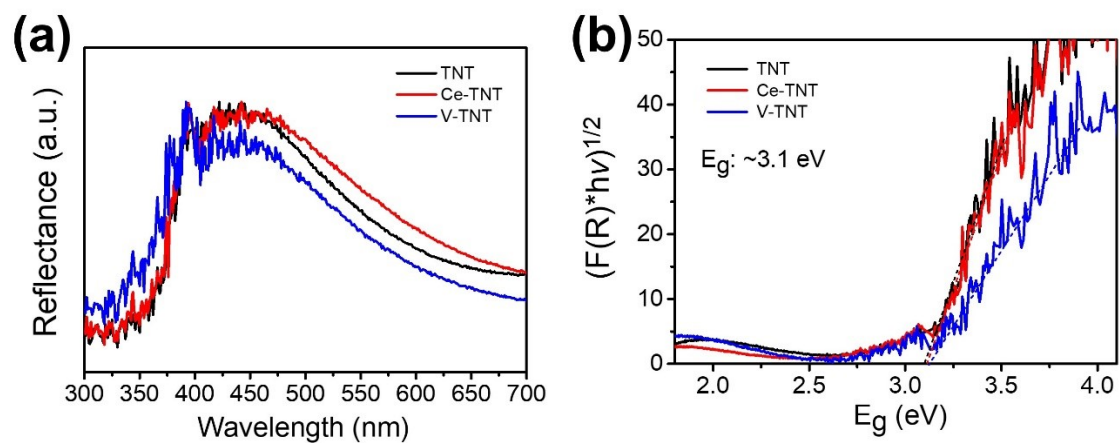 (a)
TNT
Ce-TNT
V-TNT
Reflectance (a.u.)
300 350 400 450 500 550 600 650 700
Wavelength (nm)
(b)
50
40
30
20
10
0
TNT
Ce-TNT
V-TNT
Eg: ~3.1 eV
(F(R)*hν)1/2
2.0 2.5 3.0 3.5 4.0
Eg (eV)